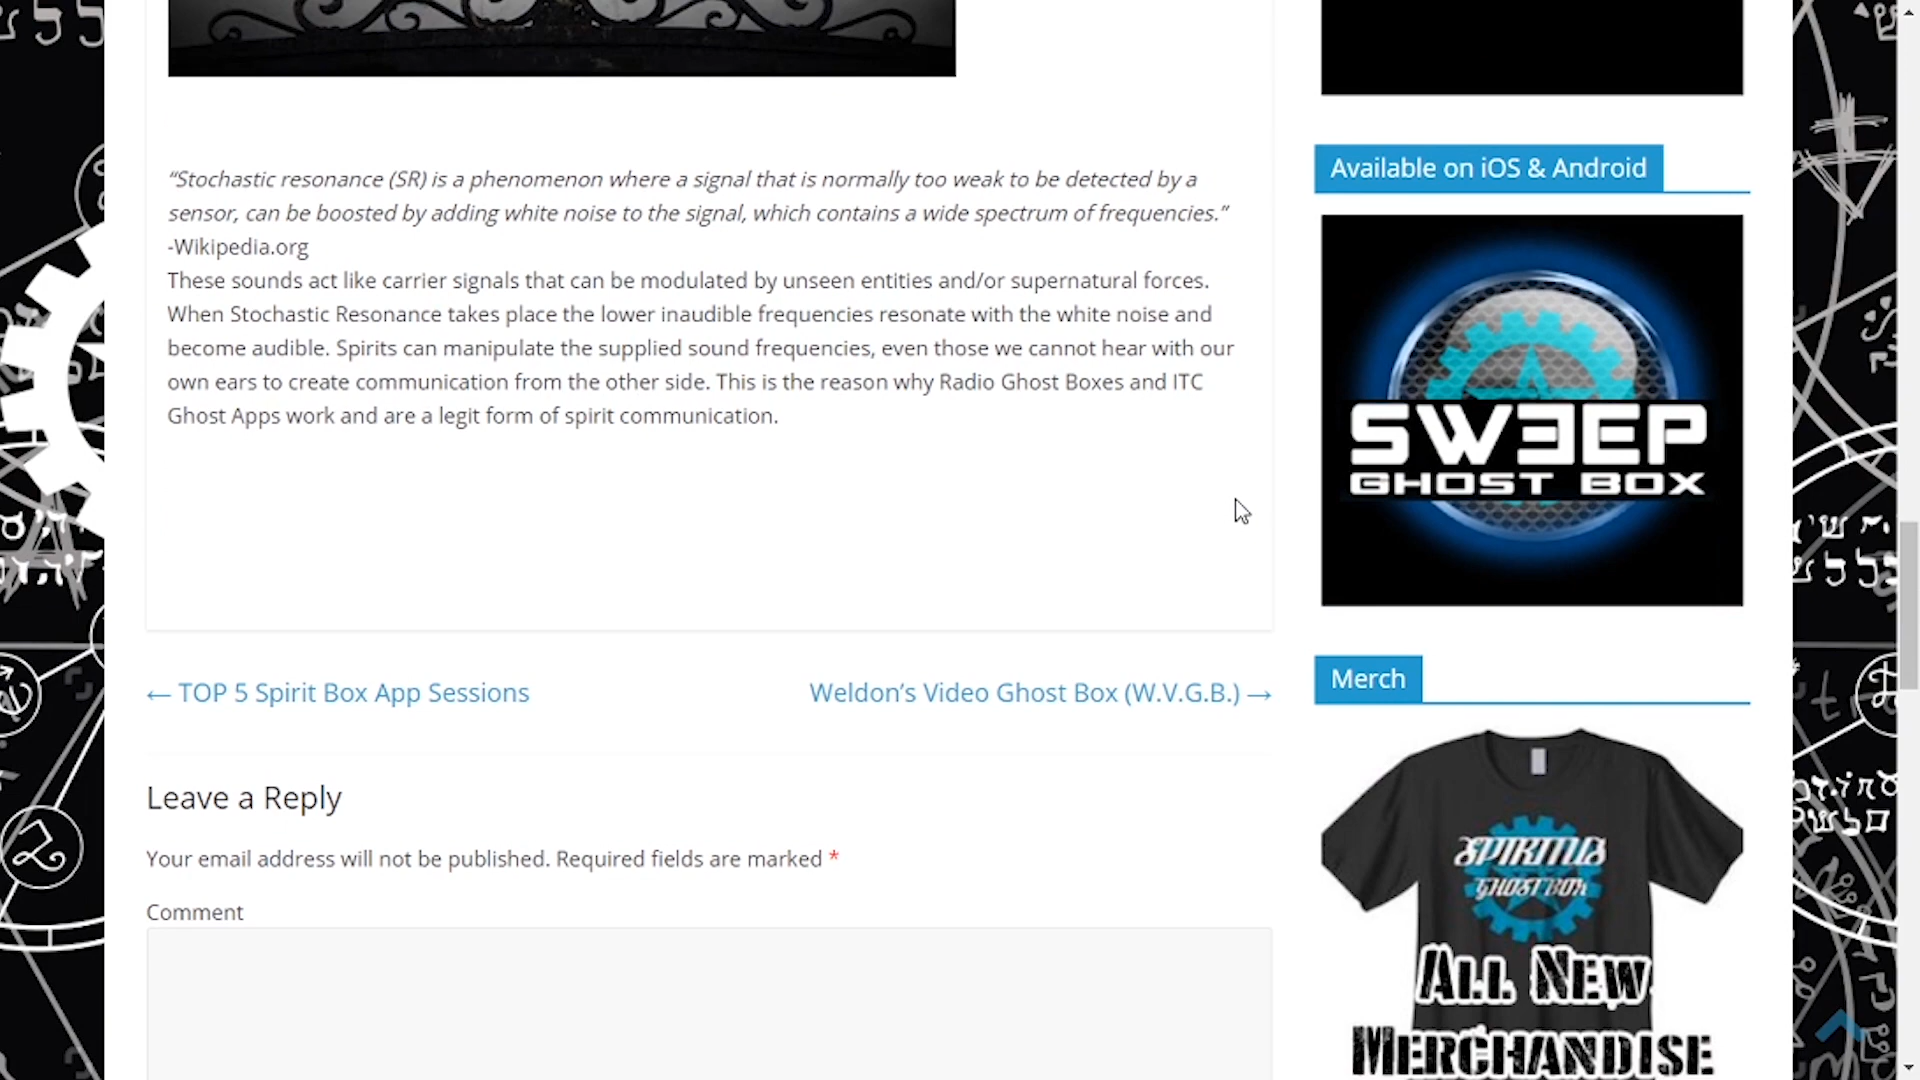 “Stochastic resonance (SR) is a phenomenon where a signal that is normally too weak to be detected by a
sensor, can be boosted by adding white noise to the signal, which contains a wide spectrum of frequencies.”
-Wikipedia.org
These sounds act like carrier signals that can be modulated by unseen entities and/or supernatural forces.
When Stochastic Resonance takes place the lower inaudible frequencies resonate with the white noise and
become audible. Spirits can manipulate the supplied sound frequencies, even those we cannot hear with our
own ears to create communication from the other side. This is the reason why Radio Ghost Boxes and ITC
Ghost Apps work and are a legit form of spirit communication.
← TOP 5 Spirit Box App Sessions
Weldon’s Video Ghost Box (W.V.G.B.) →
Leave a Reply
Your email address will not be published. Required fields are marked *
Comment
Available on iOS & Android
SWEEP
GHOST BOX
Merch
GHOST BOX
All New
Merchandise